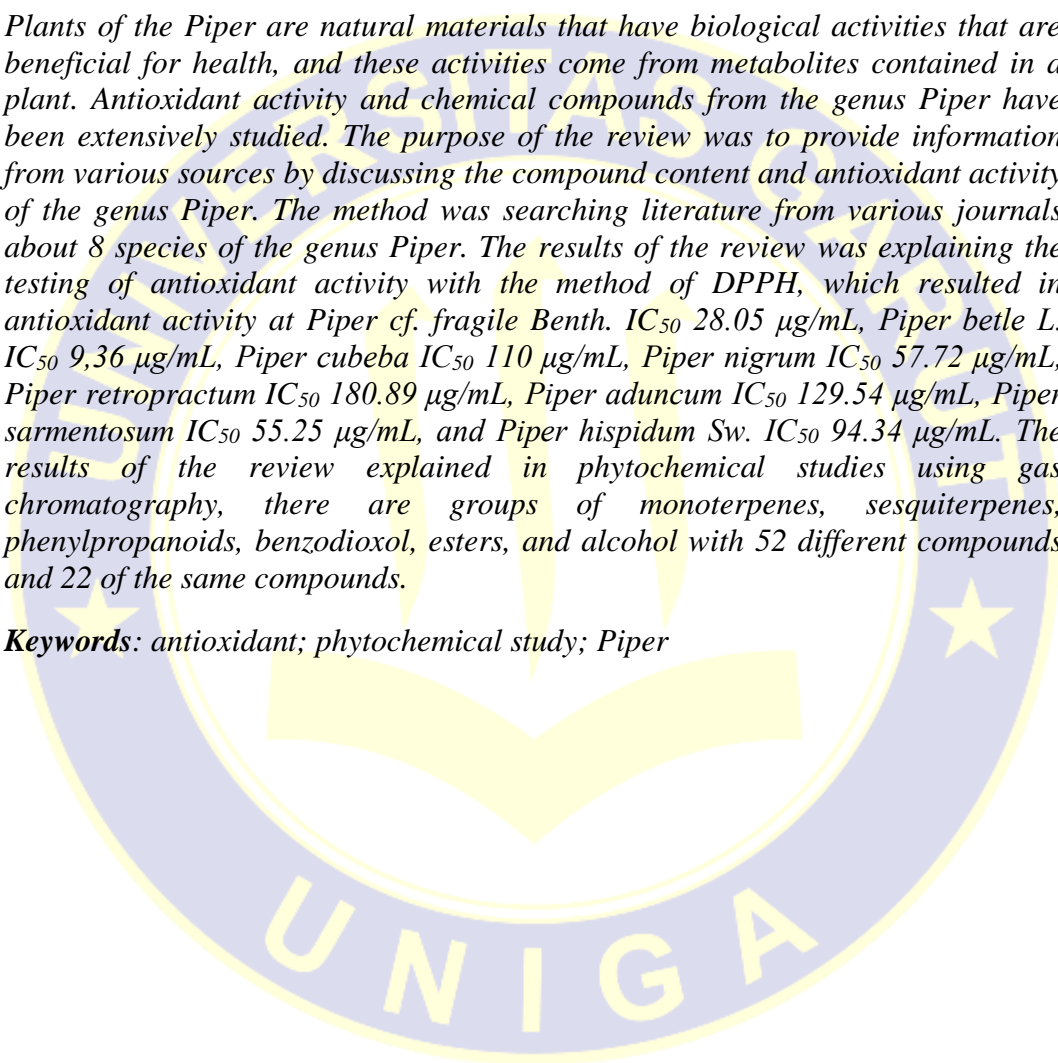 Plants of the Piper are natural materials that have biological activities that are
beneficial for health, and these activities come from metabolites contained in a
plant. Antioxidant activity and chemical compounds from the genus Piper have
been extensively studied. The purpose of the review was to provide information
from various sources by discussing the compound content and antioxidant activity
of the genus Piper. The method was searching literature from various journals
about 8 species of the genus Piper. The results of the review was explaining the
testing of antioxidant activity with the method of DPPH, which resulted in
antioxidant activity at Piper cf. fragile Benth. IC₅₀ 28.05 µg/mL, Piper betle L.
IC₅₀ 9,36 µg/mL, Piper cubeba IC₅₀ 110 µg/mL, Piper nigrum IC₅₀ 57.72 µg/mL,
Piper retropractum IC₅₀ 180.89 µg/mL, Piper aduncum IC₅₀ 129.54 µg/mL, Piper
sarmentosum IC₅₀ 55.25 µg/mL, and Piper hispidum Sw. IC₅₀ 94.34 µg/mL. The
results of the review explained in phytochemical studies using gas
chromatography, there are groups of monoterpenes, sesquiterpenes,
phenylpropanoids, benzodioxol, esters, and alcohol with 52 different compounds
and 22 of the same compounds.
Keywords: antioxidant; phytochemical study; Piper
UNIVERSITAS GARUT
UNIGA